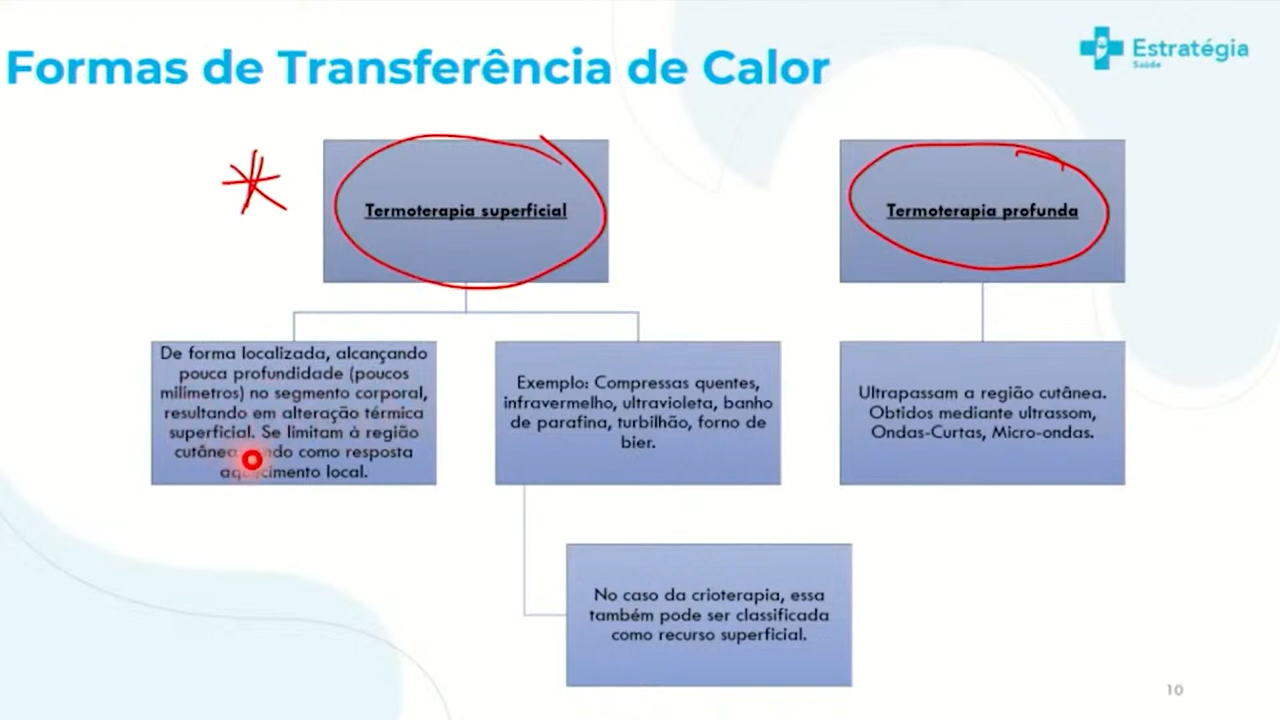 Formas de Transferência de Calor
Estratégia
Saúde
Termoterapia superficial
Termoterapia profunda
De forma localizada, alcançando
pouca profundidade (poucos
milímetros) no segmento corporal,
resultando em alteração térmica
superficial. Se limitam à região
como resposta
local.
Exemplo: Compressas quentes,
infravermelho, ultravioleta, banho
de parafina, turbilhão, forno de
bier.
Ultrapassam a região cutânea.
Obtidos mediante ultrassom,
Ondas-Curtas, Micro-ondas.
No caso da crioterapia, essa
também pode ser classificada
como recurso superficial.
10